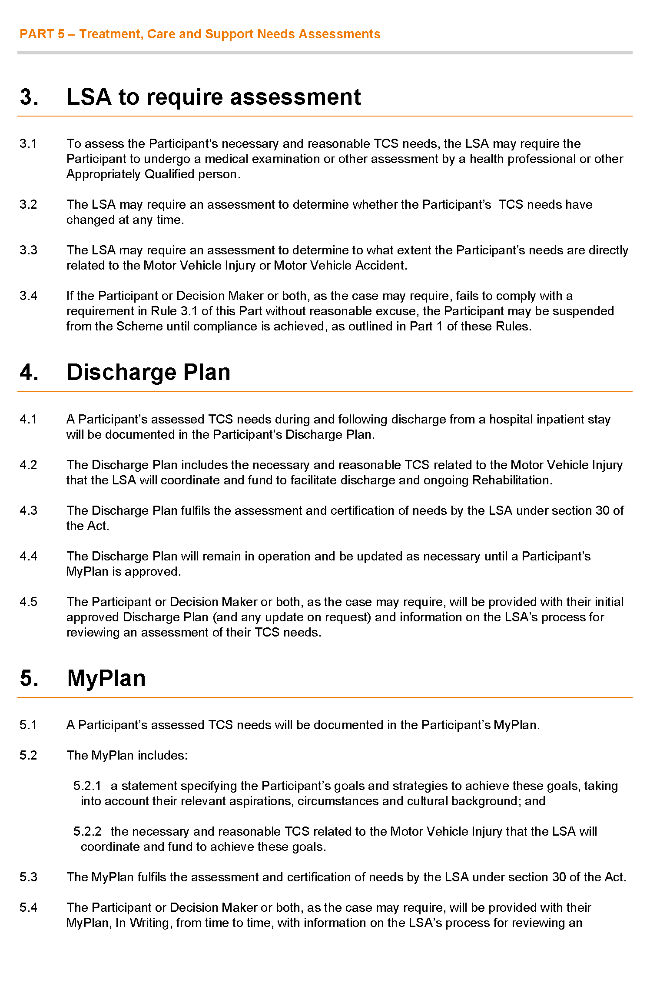 PART 5 – Treatment, Care and Support Needs Assessments
3. LSA to require assessment
3.1 To assess the Participant’s necessary and reasonable TCS needs, the LSA may require the
Participant to undergo a medical examination or other assessment by a health professional or other
Appropriately Qualified person.
3.2 The LSA may require an assessment to determine whether the Participant’s  TCS needs have
changed at any time.
3.3 The LSA may require an assessment to determine to what extent the Participant’s needs are directly
related to the Motor Vehicle Injury or Motor Vehicle Accident.
3.4 If the Participant or Decision Maker or both, as the case may require, fails to comply with a
requirement in Rule 3.1 of this Part without reasonable excuse, the Participant may be suspended
from the Scheme until compliance is achieved, as outlined in Part 1 of these Rules.
4. Discharge Plan
4.1 A Participant’s assessed TCS needs during and following discharge from a hospital inpatient stay
will be documented in the Participant’s Discharge Plan.
4.2 The Discharge Plan includes the necessary and reasonable TCS related to the Motor Vehicle Injury
that the LSA will coordinate and fund to facilitate discharge and ongoing Rehabilitation.
4.3 The Discharge Plan fulfils the assessment and certification of needs by the LSA under section 30 of
the Act.
4.4 The Discharge Plan will remain in operation and be updated as necessary until a Participant’s
MyPlan is approved.
4.5 The Participant or Decision Maker or both, as the case may require, will be provided with their initial
approved Discharge Plan (and any update on request) and information on the LSA’s process for
reviewing an assessment of their TCS needs.
5. MyPlan
5.1 A Participant’s assessed TCS needs will be documented in the Participant’s MyPlan.
5.2 The MyPlan includes:
5.2.1 a statement specifying the Participant’s goals and strategies to achieve these goals, taking
into account their relevant aspirations, circumstances and cultural background; and
5.2.2 the necessary and reasonable TCS related to the Motor Vehicle Injury that the LSA will
coordinate and fund to achieve these goals.
5.3 The MyPlan fulfils the assessment and certification of needs by the LSA under section 30 of the Act.
5.4 The Participant or Decision Maker or both, as the case may require, will be provided with their
MyPlan, In Writing, from time to time, with information on the LSA’s process for reviewing an